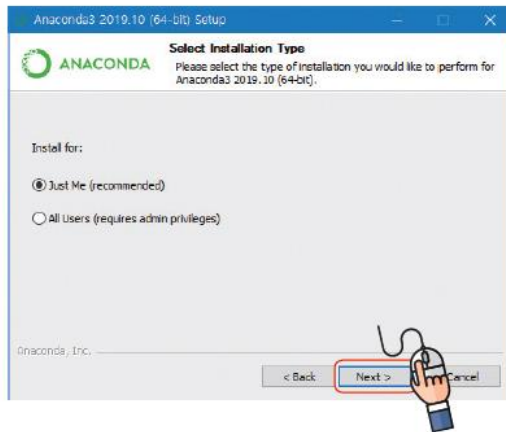 Anaconda3 2019.10 (64-bit) Setup
ANACONDA
Select Installation Type
Please select the type of installation you would like to perform for
Anaconda3 2019.10 (64-bit).
Install for:
Just Me (recommended)
All Users (requires admin privileges)
Anaconda, Inc.
< Back
Next >
Cancel